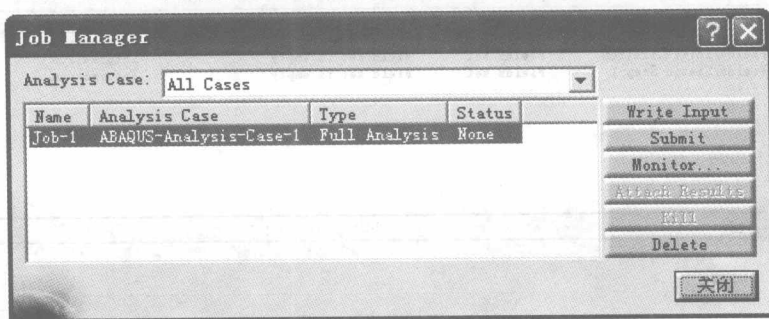 Job Manager
Analysis Case: All Cases
Name Analysis Case Type Status
Job-1 ABAQUS-Analysis-Case-1 Full Analysis None
Write Input
Submit
Monitor...
Attach Results
Kill
Delete
关闭